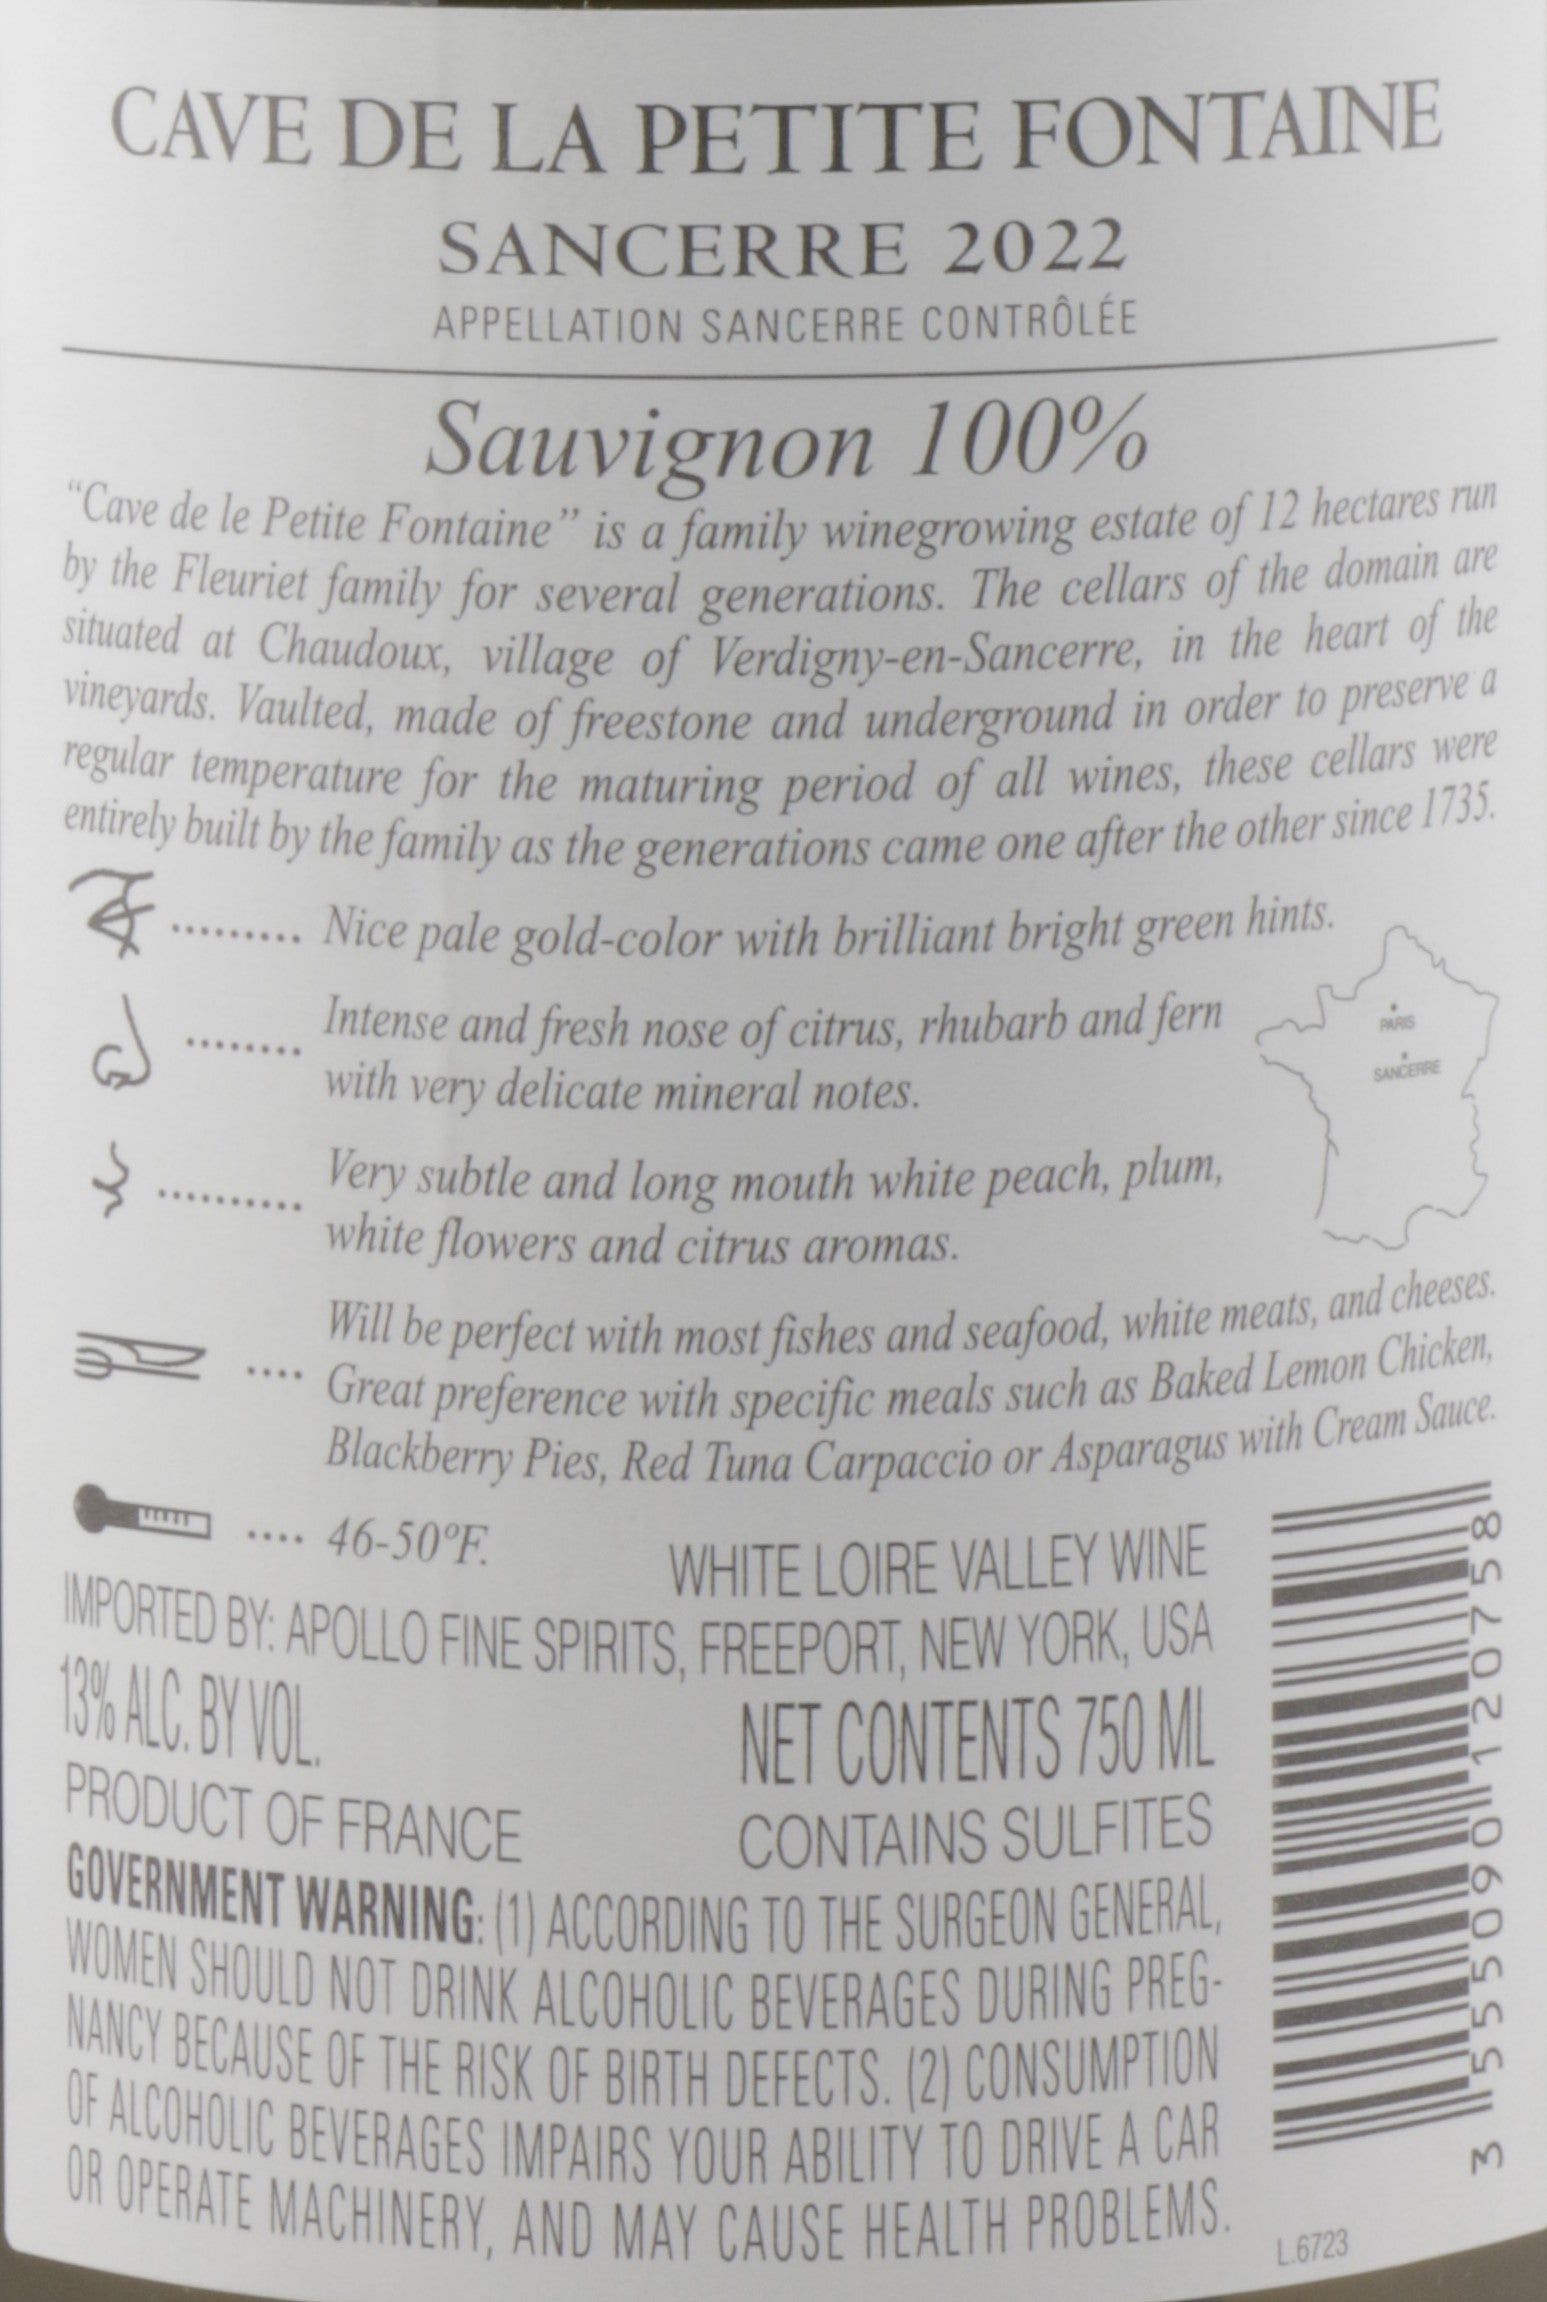 CAVE DE LA PETITE FONTAINE
SANCERRE 2022
APPELLATION SANCERRE CONTRÔLÉE
Sauvignon 100%
“Cave de le Petite Fontaine” is a family winegrowing estate of 12 hectares run
by the Fleuriet family for several generations. The cellars of the domain are
situated at Chaudoux, village of Verdigny-en-Sancerre, in the heart of the
vineyards. Vaulted, made of freestone and underground in order to preserve a
regular temperature for the maturing period of all wines, these cellars were
entirely built by the family as the generations came one after the other since 1735.
......... Nice pale gold-color with brilliant bright green hints.
........ Intense and fresh nose of citrus, rhubarb and fern
with very delicate mineral notes.
PARIS
SANCERRE
.......... Very subtle and long mouth white peach, plum,
white flowers and citrus aromas.
.... Will be perfect with most fishes and seafood, white meats, and cheeses.
Great preference with specific meals such as Baked Lemon Chicken,
Blackberry Pies, Red Tuna Carpaccio or Asparagus with Cream Sauce.
.... 46-50ºF.
WHITE LOIRE VALLEY WINE
IMPORTED BY: APOLLO FINE SPIRITS, FREEPORT, NEW YORK, USA
13% ALC. BY VOL.
NET CONTENTS 750 ML
PRODUCT OF FRANCE
CONTAINS SULFITES
GOVERNMENT WARNING: (1) ACCORDING TO THE SURGEON GENERAL,
WOMEN SHOULD NOT DRINK ALCOHOLIC BEVERAGES DURING PREG-
NANCY BECAUSE OF THE RISK OF BIRTH DEFECTS. (2) CONSUMPTION
OF ALCOHOLIC BEVERAGES IMPAIRS YOUR ABILITY TO DRIVE A CAR
OR OPERATE MACHINERY, AND MAY CAUSE HEALTH PROBLEMS.
3 555090 120758
L.6723